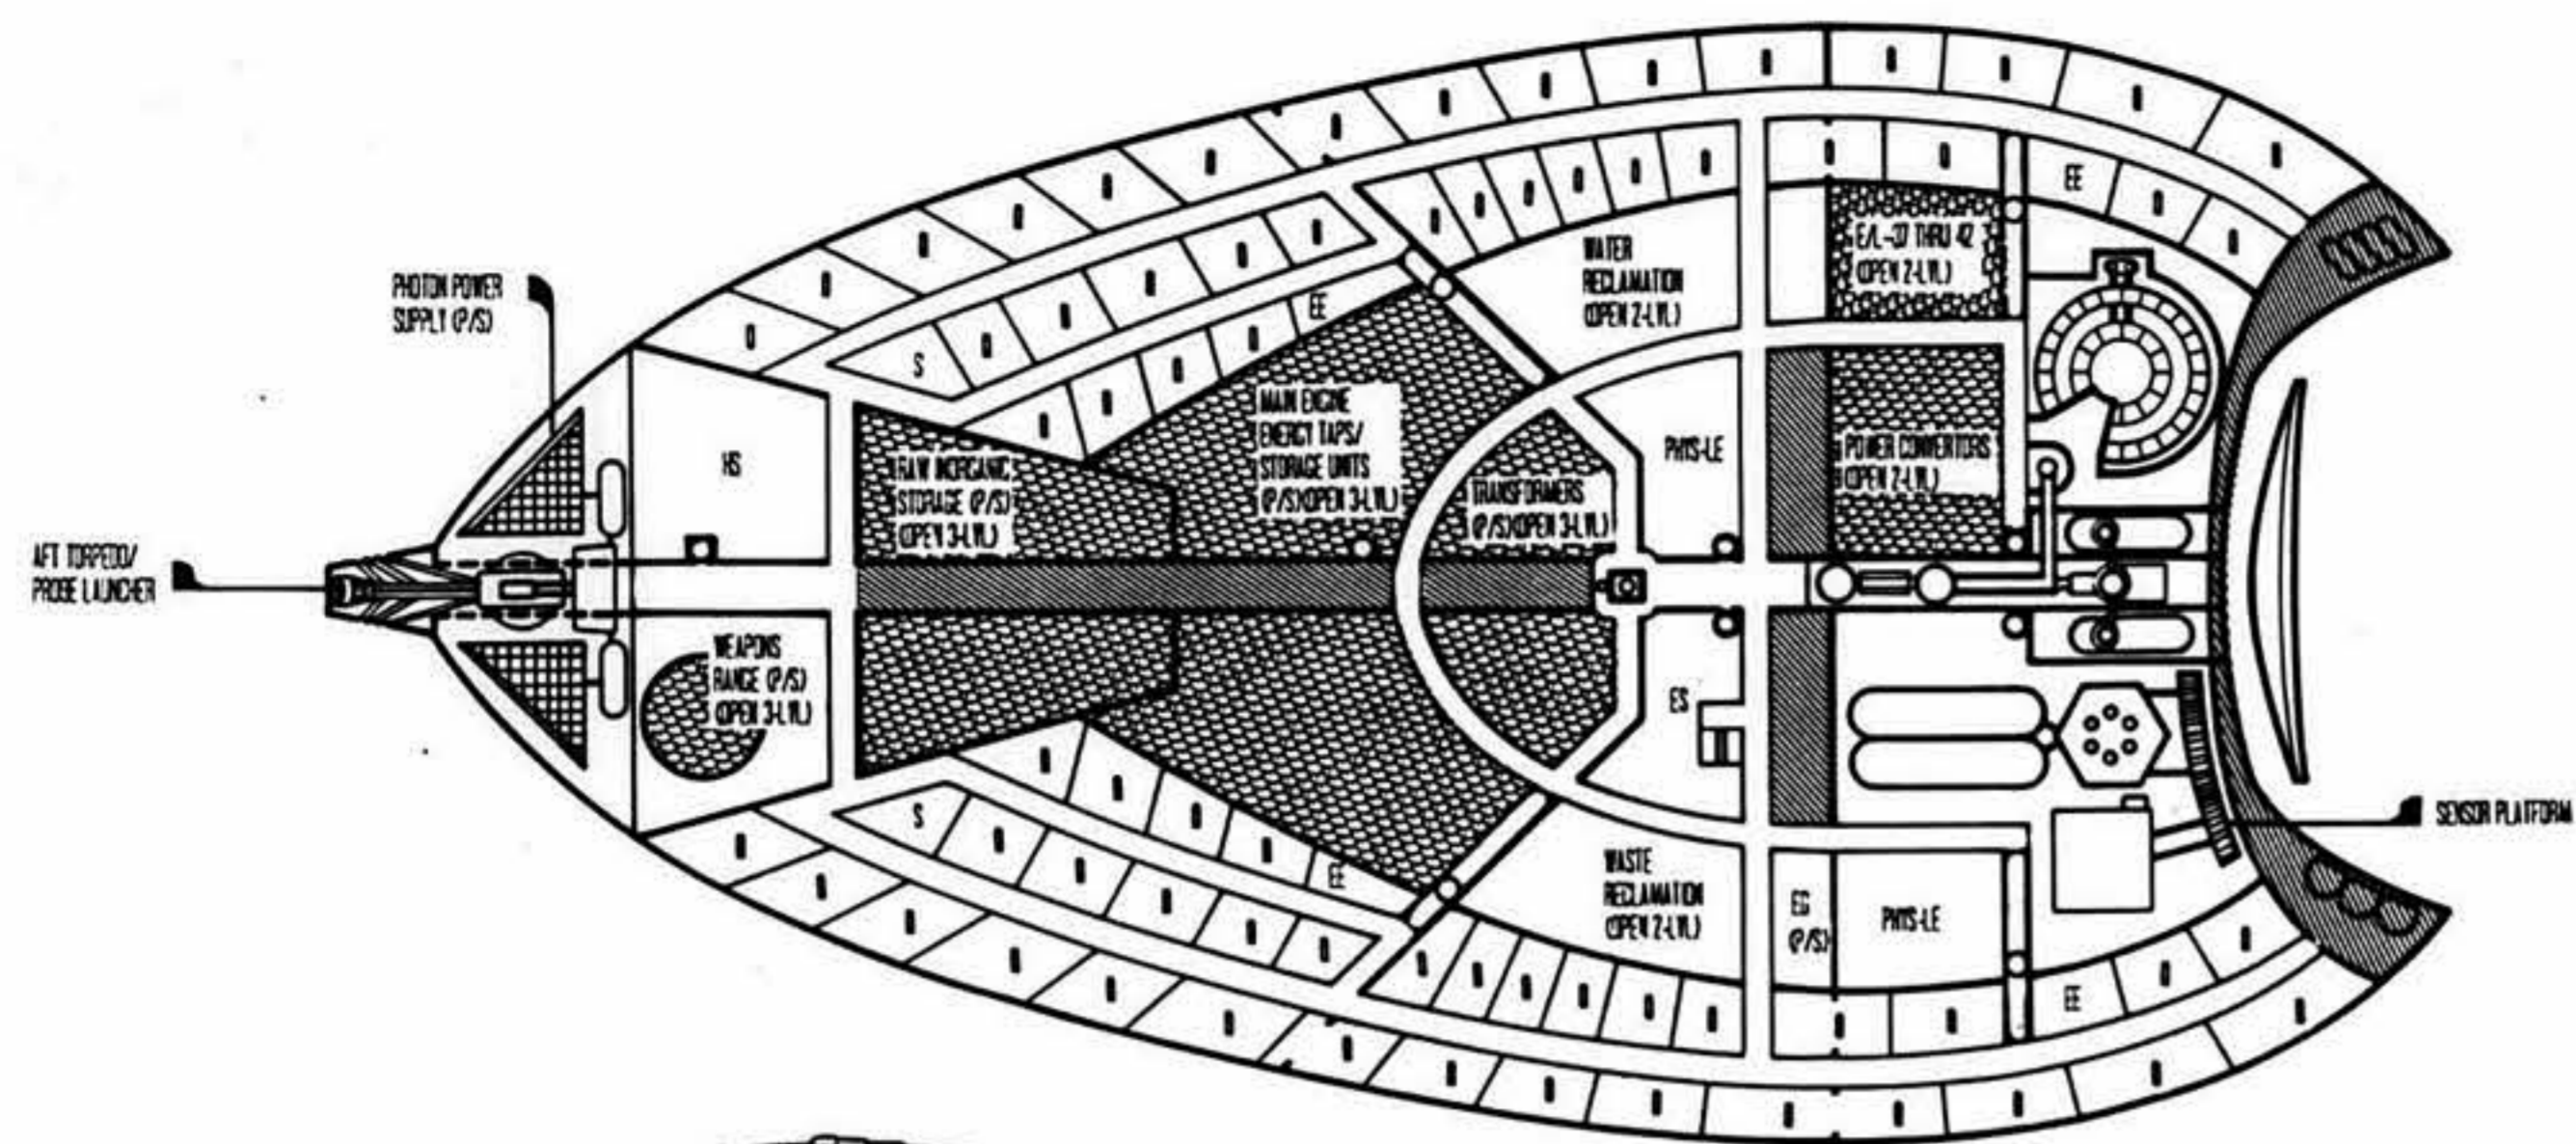 PHOTON POWER
SUPPLY (P/S)
AFT TORPEDO/
PROBE LAUNCHER
HS
WEAPONS
RANGE (P/S)
(OPEN 3-LVL)
RAW INORGANIC
STORAGE (P/S)
(OPEN 3-LVL)
MAIN ENGINE
ENERGY TAPS/
STORAGE UNITS
(P/S)(OPEN 3-LVL)
TRANSFORMERS
(P/S)(OPEN 3-LVL)
WATER
RECLAMATION
(OPEN 2-LVL)
WASTE
RECLAMATION
(OPEN 2-LVL)
PHYS-LE
ES
THRU 42
(OPEN 2-LVL)
POWER CONVERTORS
(OPEN 2-LVL)
EG
(P/S)
PHYS-LE
SENSOR PLATFORM
S
S
EE
EE
EE
EE